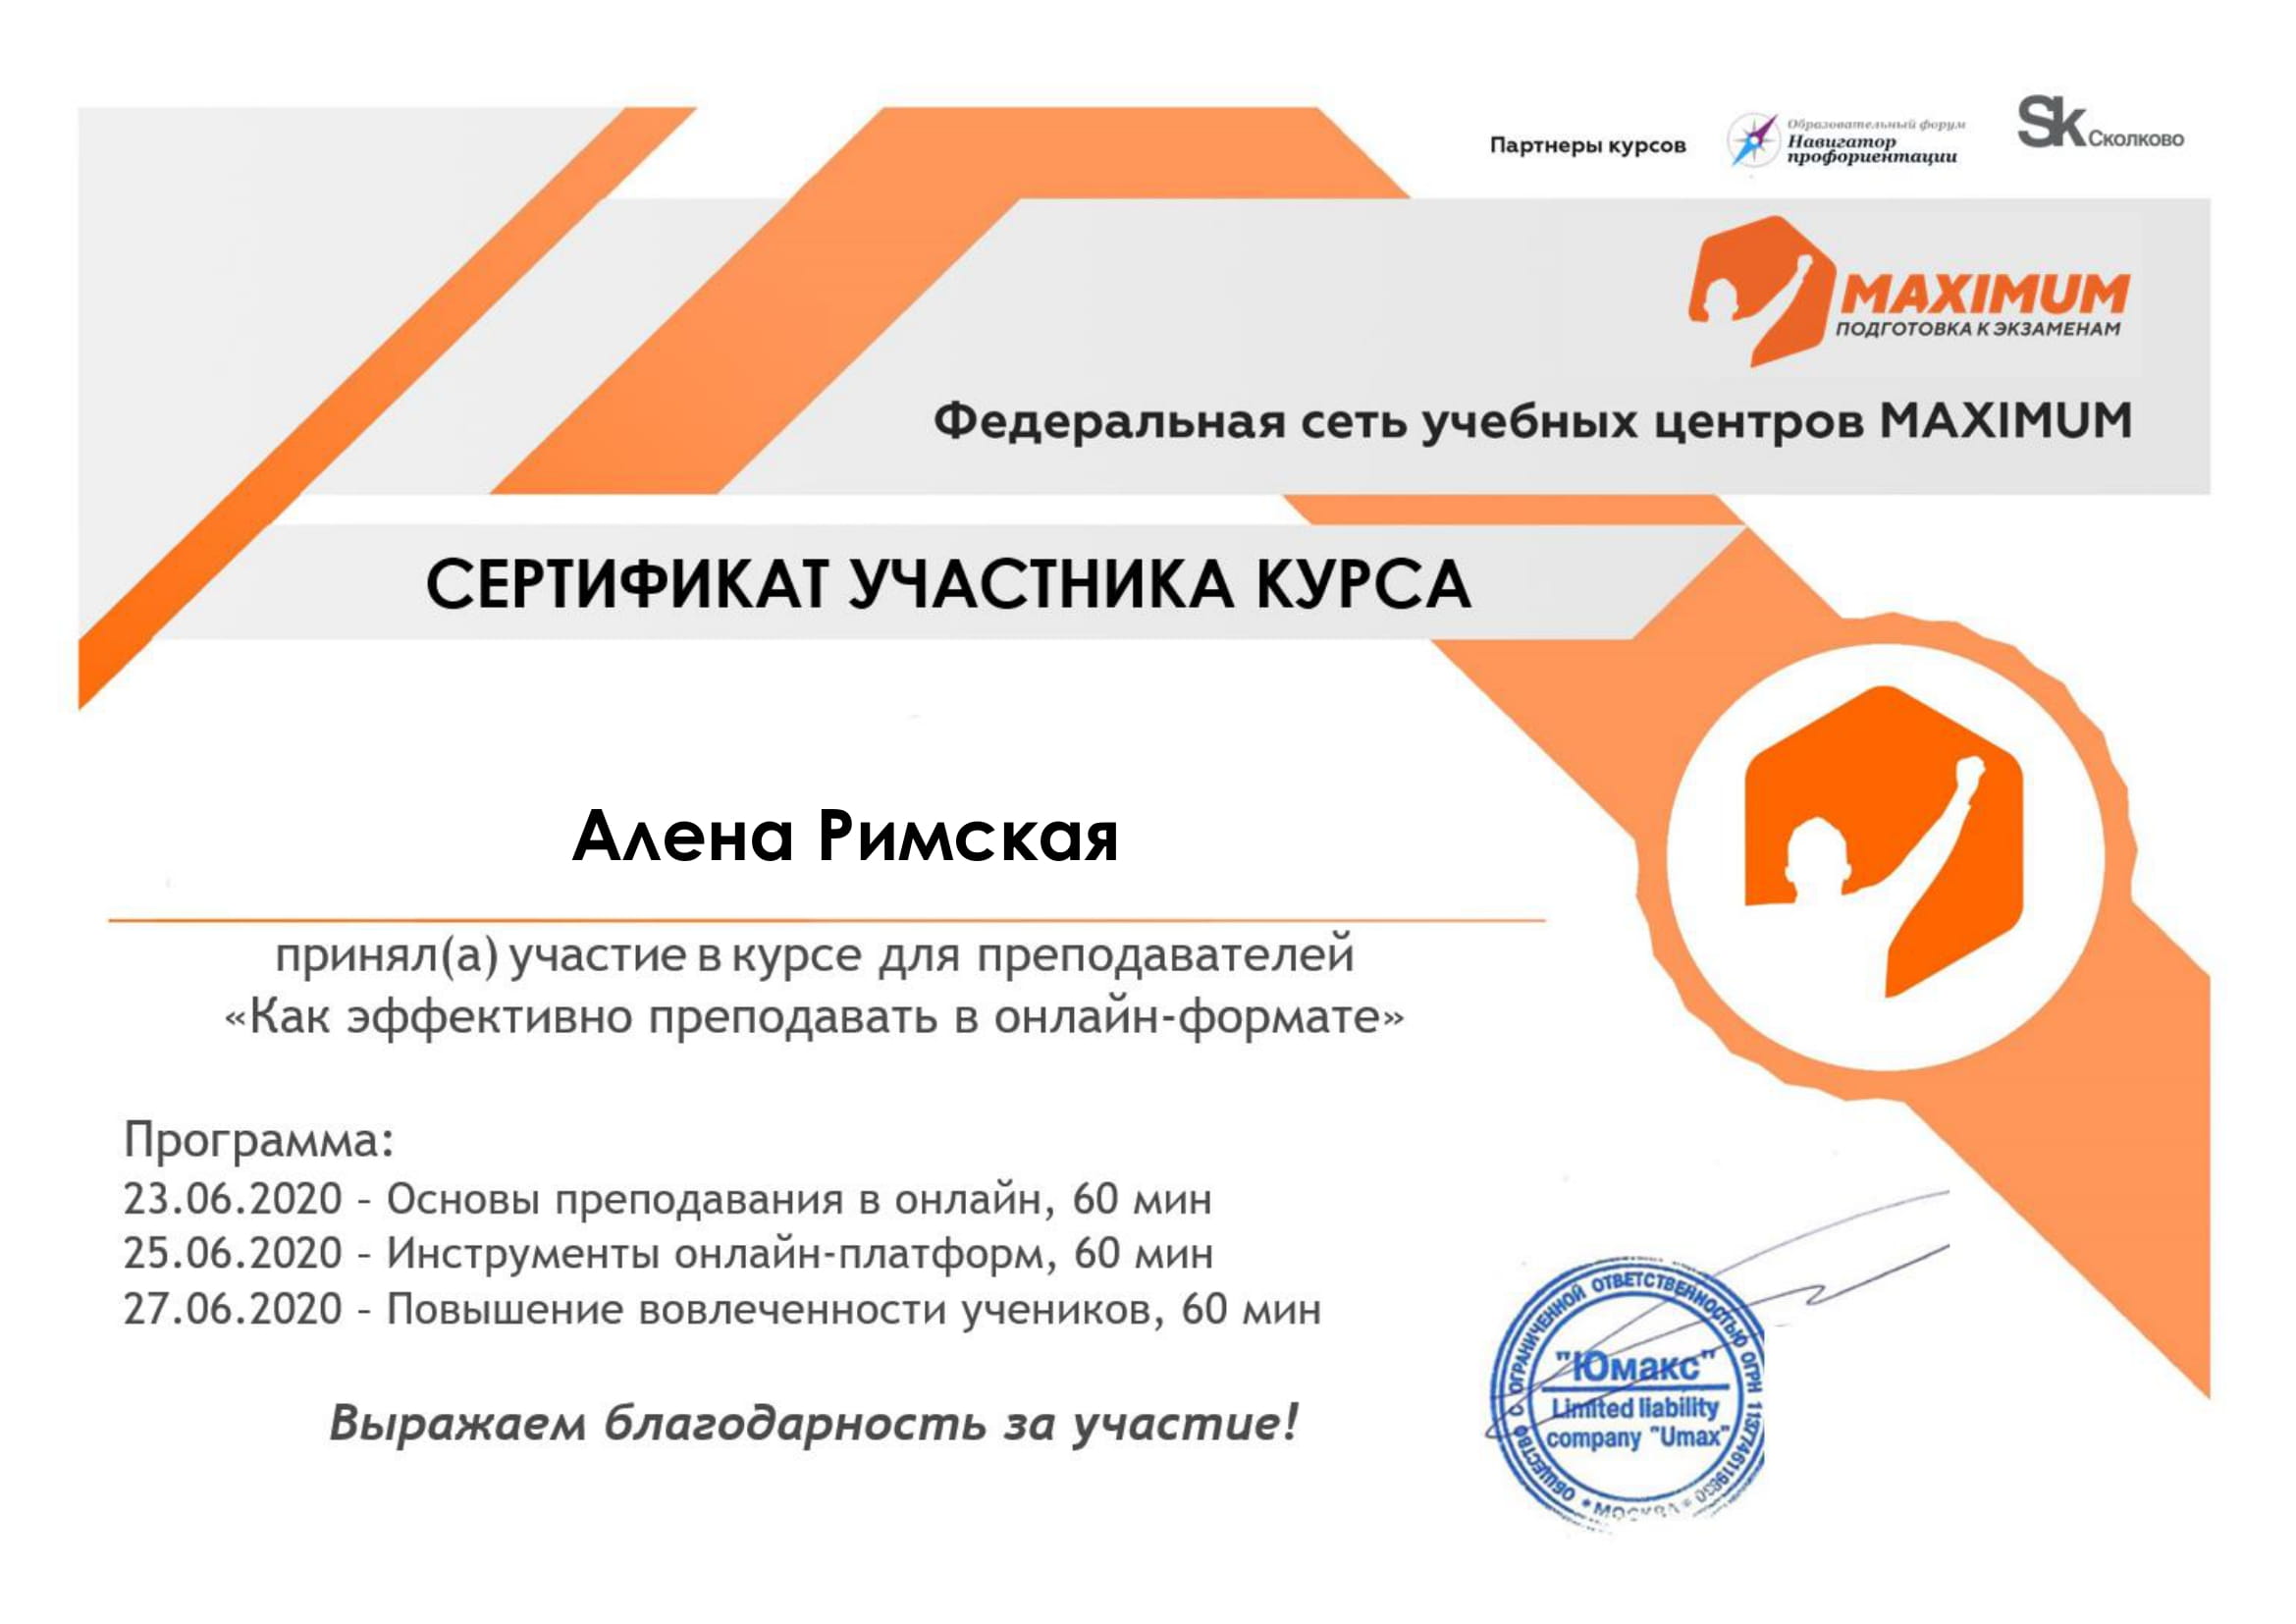 Партнеры курсов
Образовательный форум
Навигатор
профориентации
Sk Сколково
MAXIMUM
ПОДГОТОВКА К ЭКЗАМЕНАМ
Федеральная сеть учебных центров MAXIMUM
СЕРТИФИКАТ УЧАСТНИКА КУРСА
Алена Римская
принял(а) участие в курсе для преподавателей
«Как эффективно преподавать в онлайн-формате»
Программа:
23.06.2020 - Основы преподавания в онлайн, 60 мин
25.06.2020 - Инструменты онлайн-платформ, 60 мин
27.06.2020 - Повышение вовлеченности учеников, 60 мин
Выражаем благодарность за участие!
ОБЩЕСТВО С ОГРАНИЧЕННОЙ ОТВЕТСТВЕННОСТЬЮ ОГРН
"Юмакс"
Limited liability
company "Umax"
* МОСКВА *